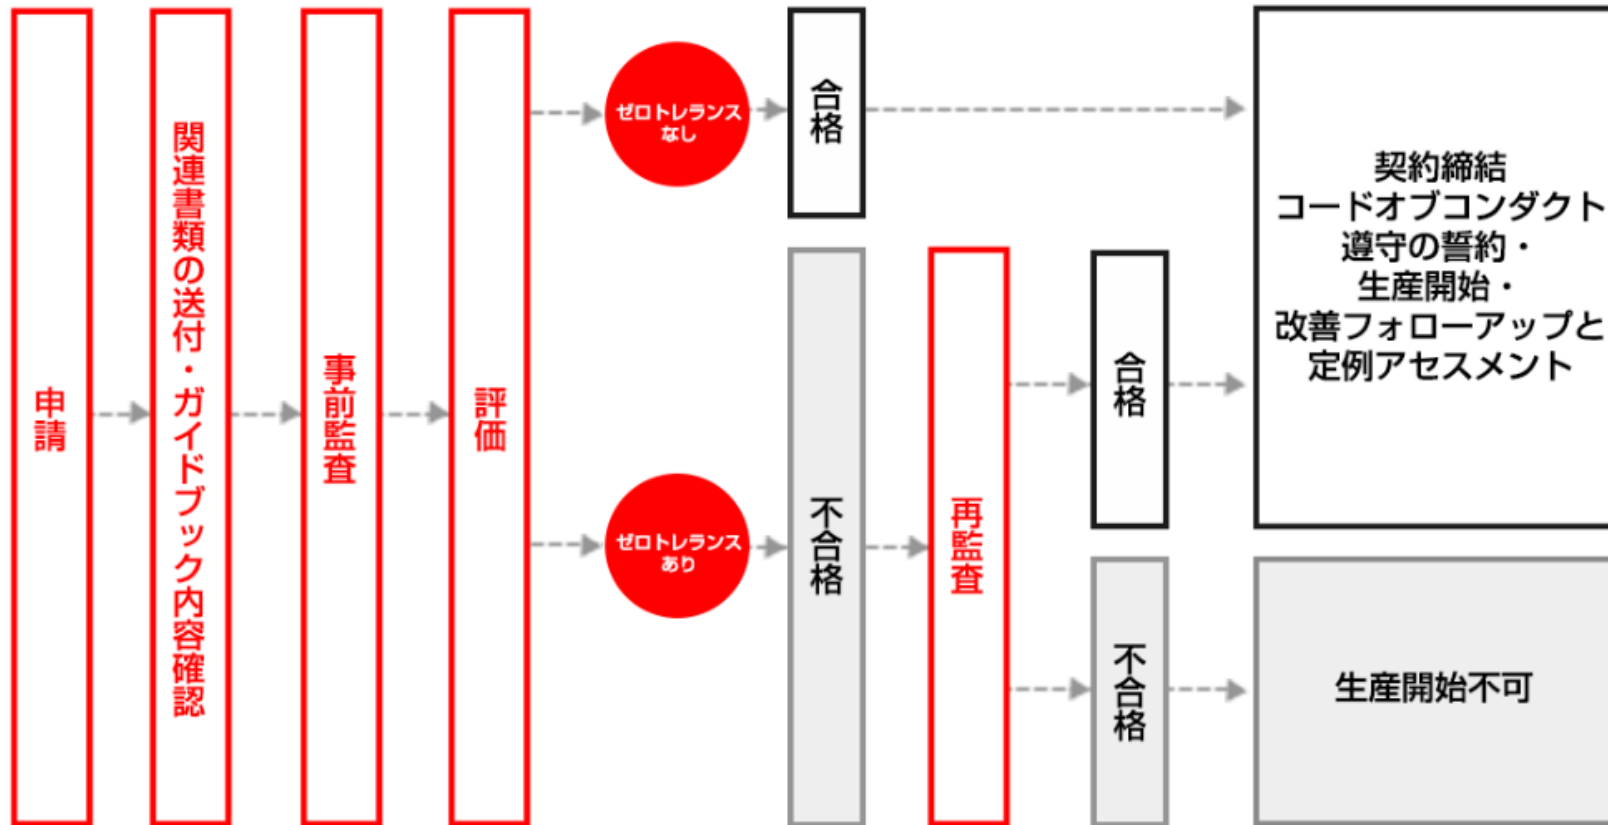 申請
関連書類の送付・ガイドブック内容確認
事前監査
評価
ゼロトレランス
なし
合格
ゼロトレランス
あり
不合格
再監査
合格
不合格
契約締結
コードオブコンダクト
遵守の誓約・
生産開始・
改善フォローアップと
定例アセスメント
生産開始不可